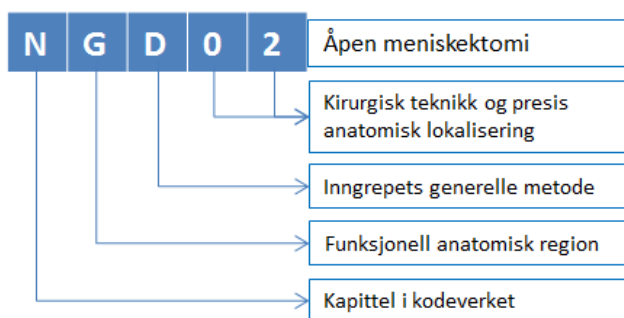 N G D 0 2 Åpen meniskektomi
Kirurgisk teknikk og presis
anatomisk lokalisering
Inngrepets generelle metode
Funksjonell anatomisk region
Kapittel i kodeverket